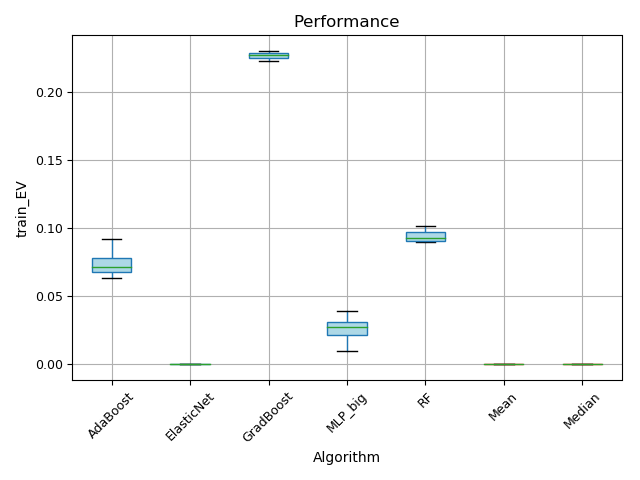 Performance
train_EV
0.20
0.15
0.10
0.05
0.00
AdaBoost
ElasticNet
GradBoost
MLP_big
RF
Mean
Median
Algorithm